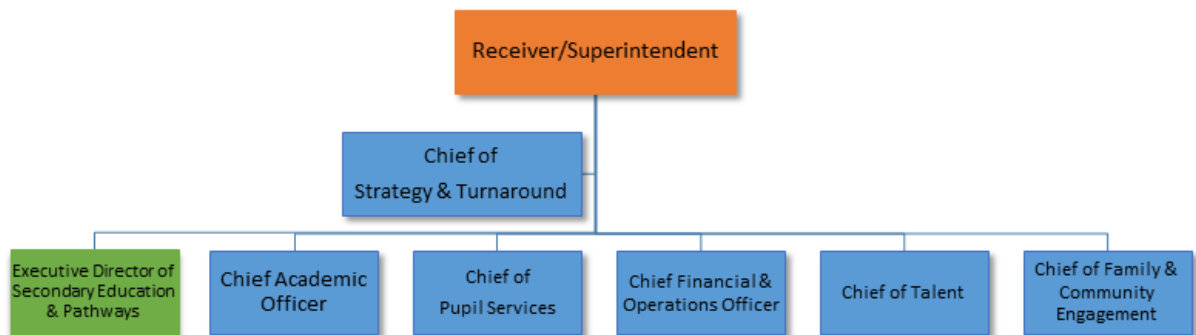 Receiver/Superintendent
Chief of
Strategy & Turnaround
Executive Director of
Secondary Education
& Pathways
Chief Academic
Officer
Chief of
Pupil Services
Chief Financial &
Operations Officer
Chief of Talent
Chief of Family &
Community
Engagement